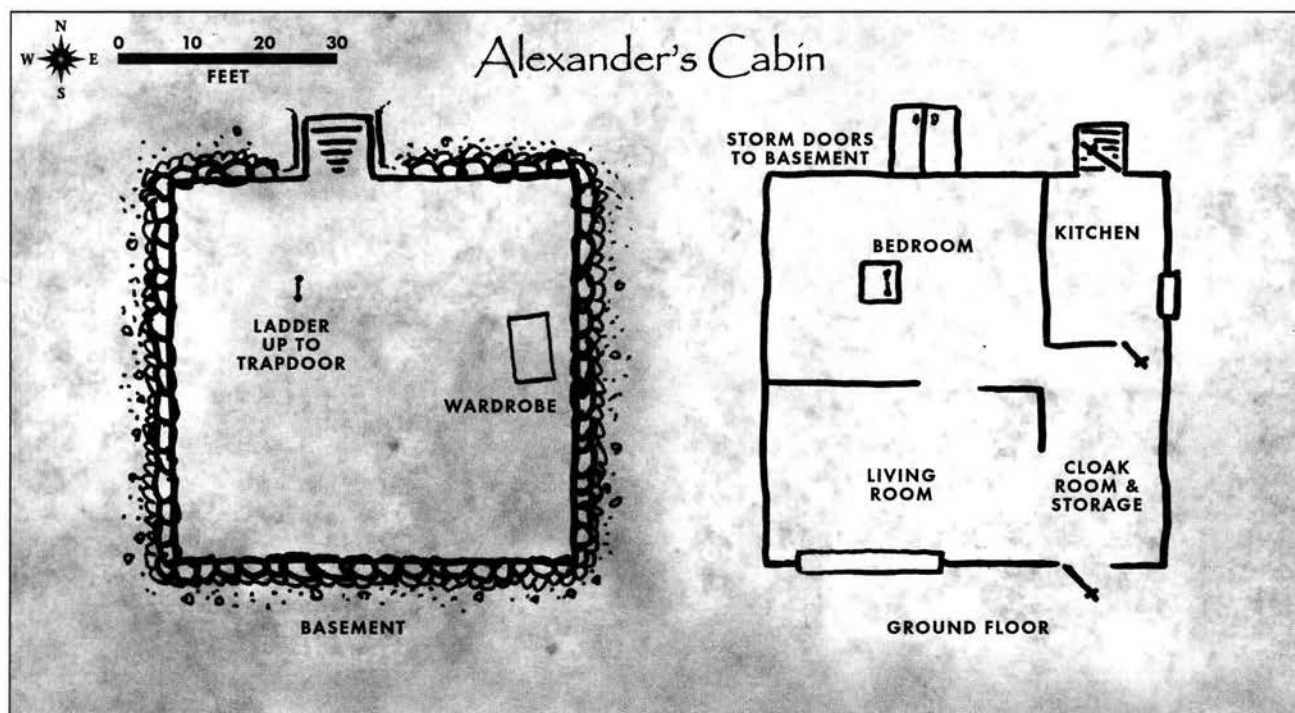 N
W E
S
0 10 20 30
FEET
Alexander's Cabin
LADDER
UP TO
TRAPDOOR
WARDROBE
BASEMENT
STORM DOORS
TO BASEMENT
BEDROOM
KITCHEN
LIVING
ROOM
CLOAK
ROOM &
STORAGE
GROUND FLOOR